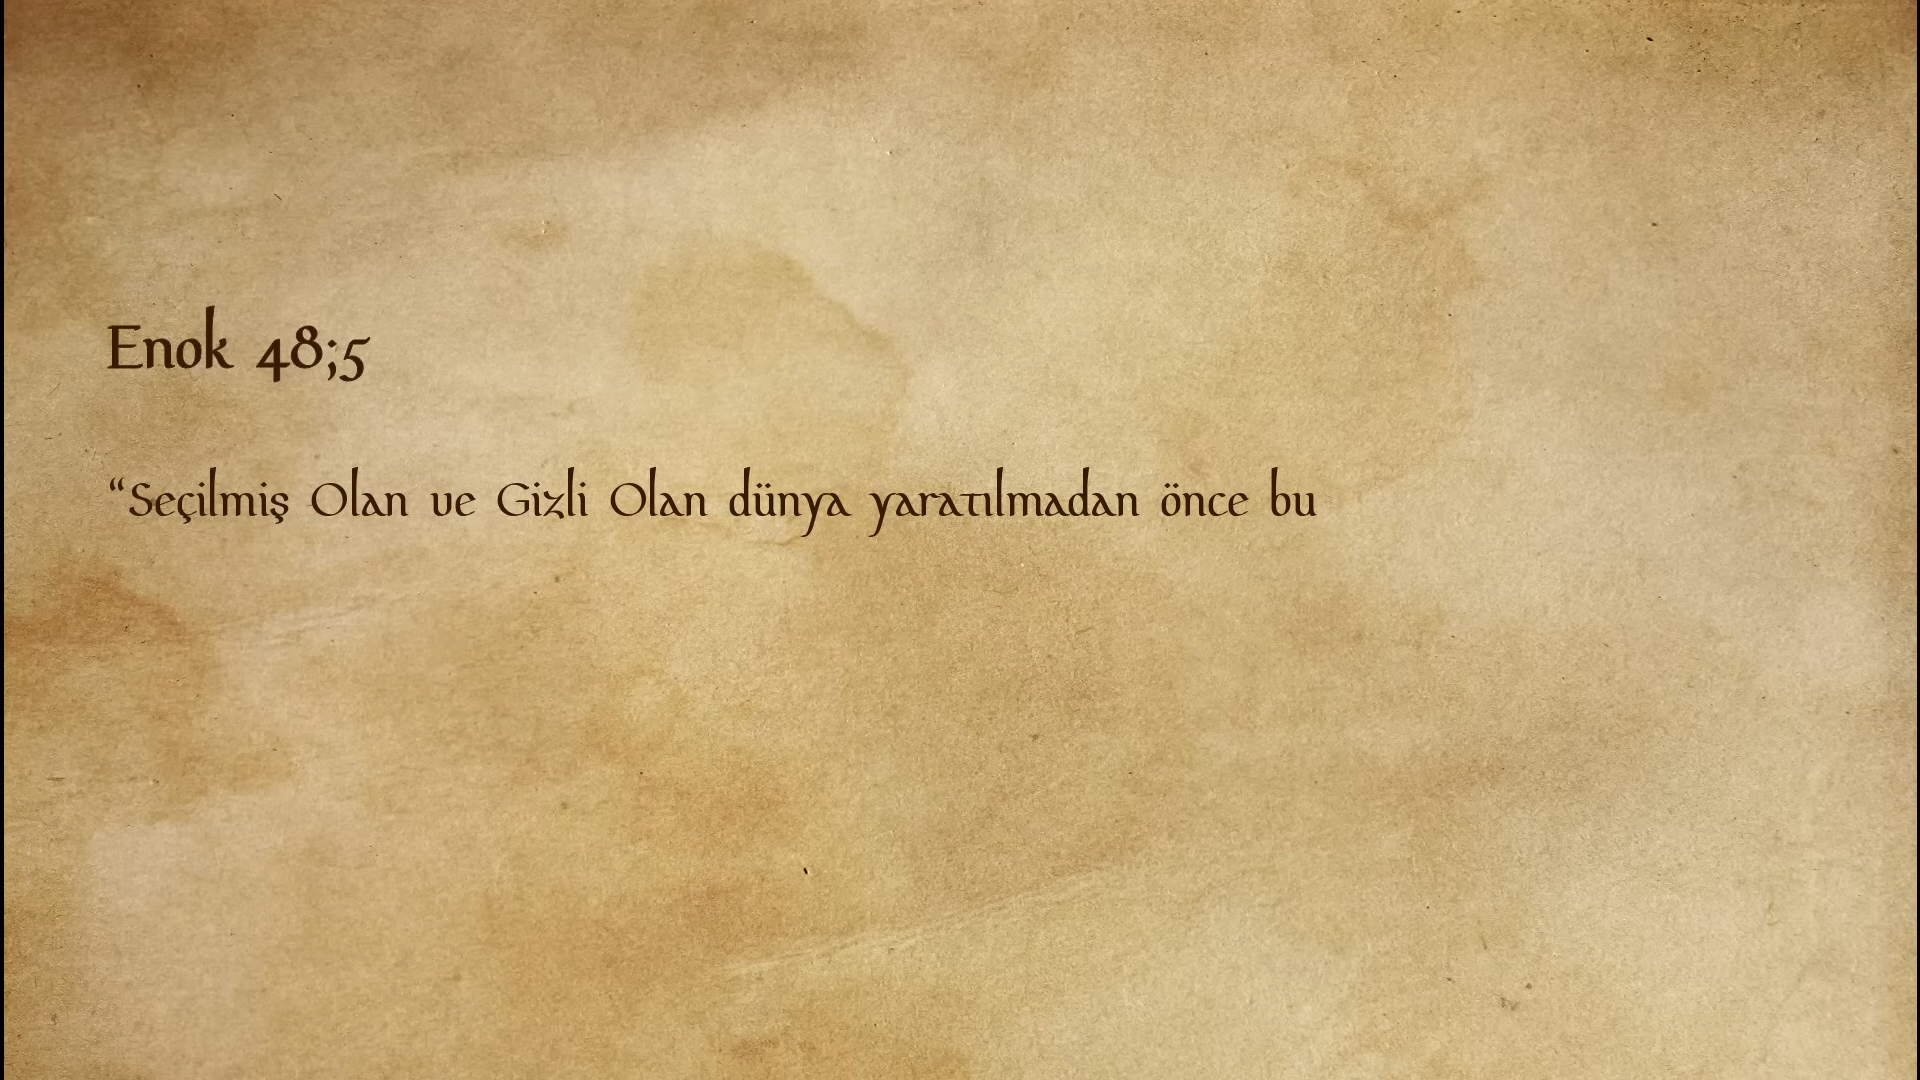 Enok 48;5
“Seçilmiş Olan ve Gizli Olan dünya yaratılmadan önce bu